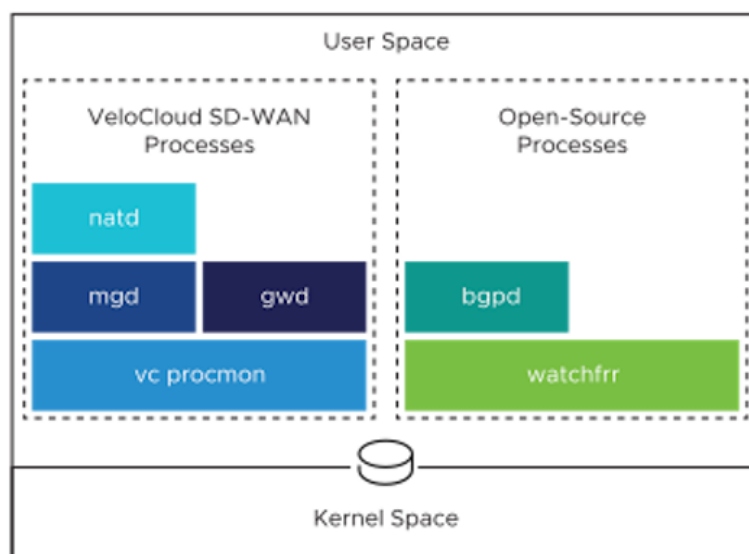 User Space
VeloCloud SD-WAN
Processes
natd
mgd
gwd
vc procmon
Open-Source
Processes
bgpd
watchfrr
Kernel Space